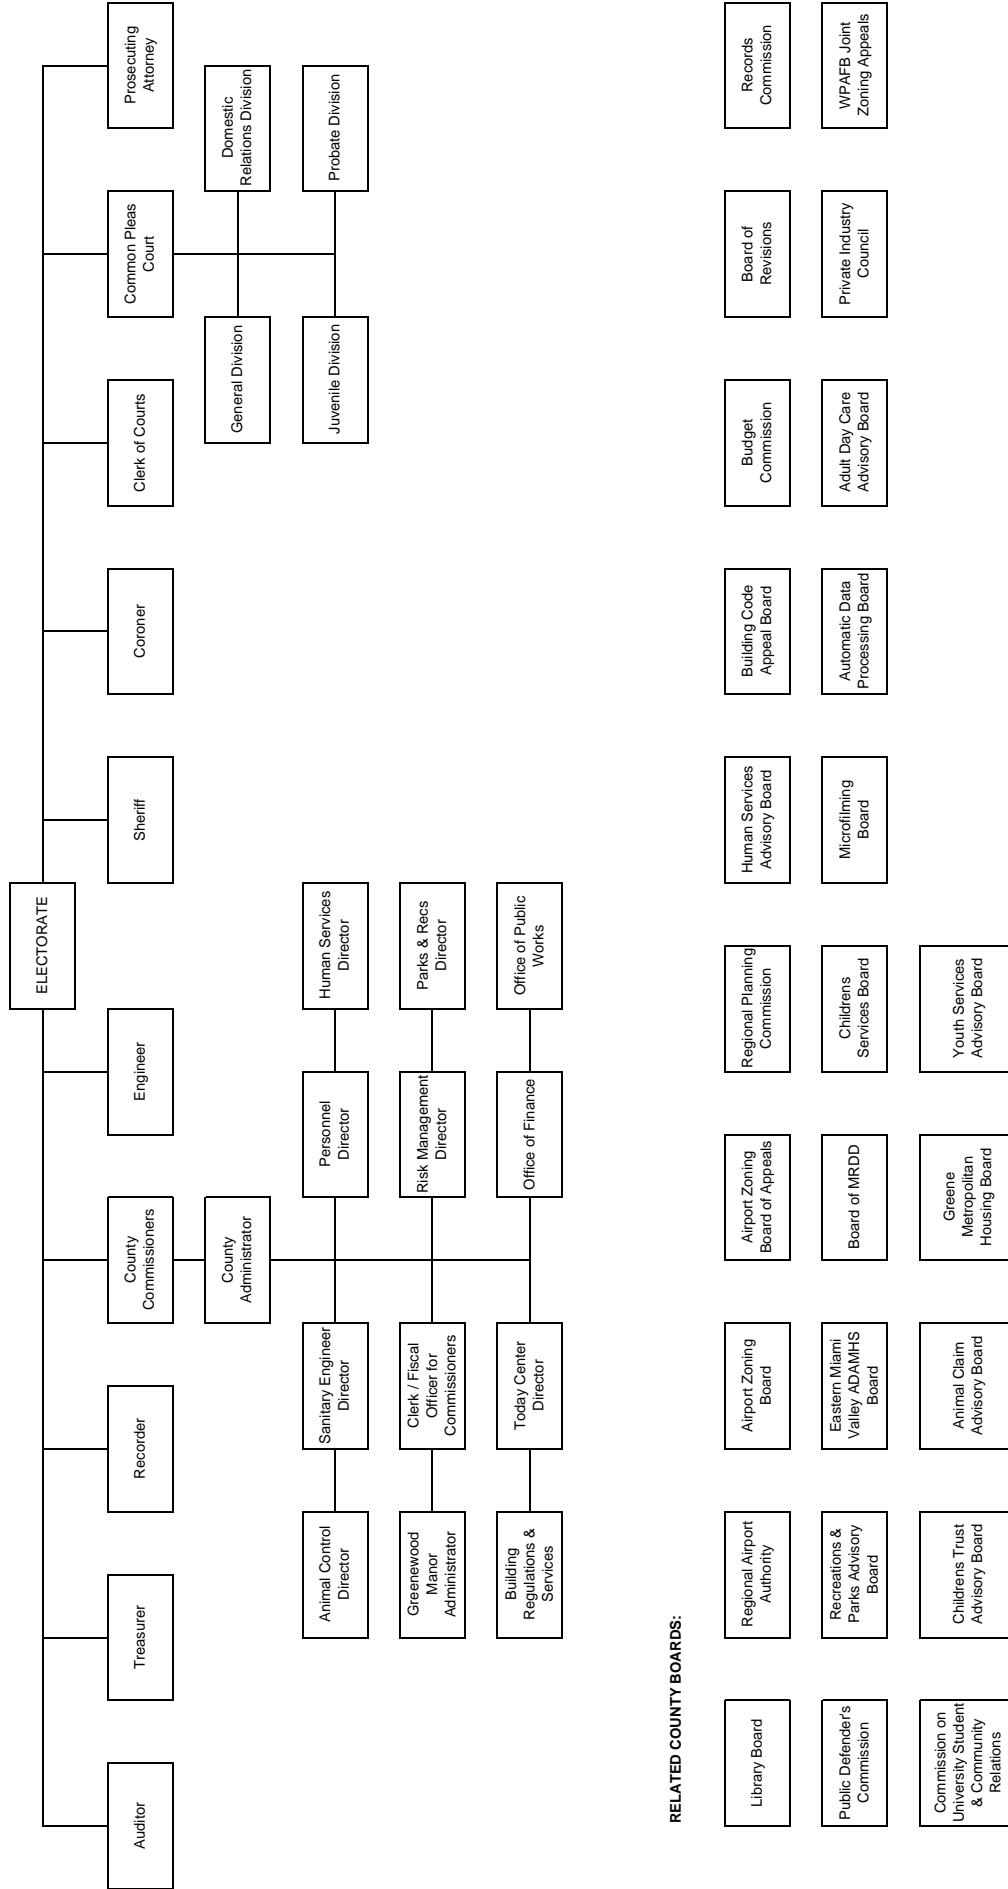 ELECTORATE
Auditor
Treasurer
Recorder
County
Commissioners
Engineer
Sheriff
Coroner
Clerk of Courts
Common Pleas
Court
Prosecuting
Attorney
County
Administrator
General Division
Domestic
Relations Division
Juvenile Division
Probate Division
Animal Control
Director
Sanitary Engineer
Director
Personnel
Director
Human Services
Director
Greenewood
Manor
Administrator
Clerk / Fiscal
Officer for
Commissioners
Risk Management
Director
Parks & Recs
Director
Building
Regulations &
Services
Today Center
Director
Office of Finance
Office of Public
Works
RELATED COUNTY BOARDS:
Library Board
Regional Airport
Authority
Airport Zoning
Board
Airport Zoning
Board of Appeals
Regional Planning
Commission
Human Services
Advisory Board
Building Code
Appeal Board
Budget
Commission
Board of
Revisions
Records
Commission
Public Defender's
Commission
Recreations &
Parks Advisory
Board
Eastern Miami
Valley ADAMHS
Board
Board of MRDD
Childrens
Services Board
Microfilming
Board
Automatic Data
Processing Board
Adult Day Care
Advisory Board
Private Industry
Council
WPAFB Joint
Zoning Appeals
Commission on
University Student
& Community
Relations
Childrens Trust
Advisory Board
Animal Claim
Advisory Board
Greene
Metropolitan
Housing Board
Youth Services
Advisory Board